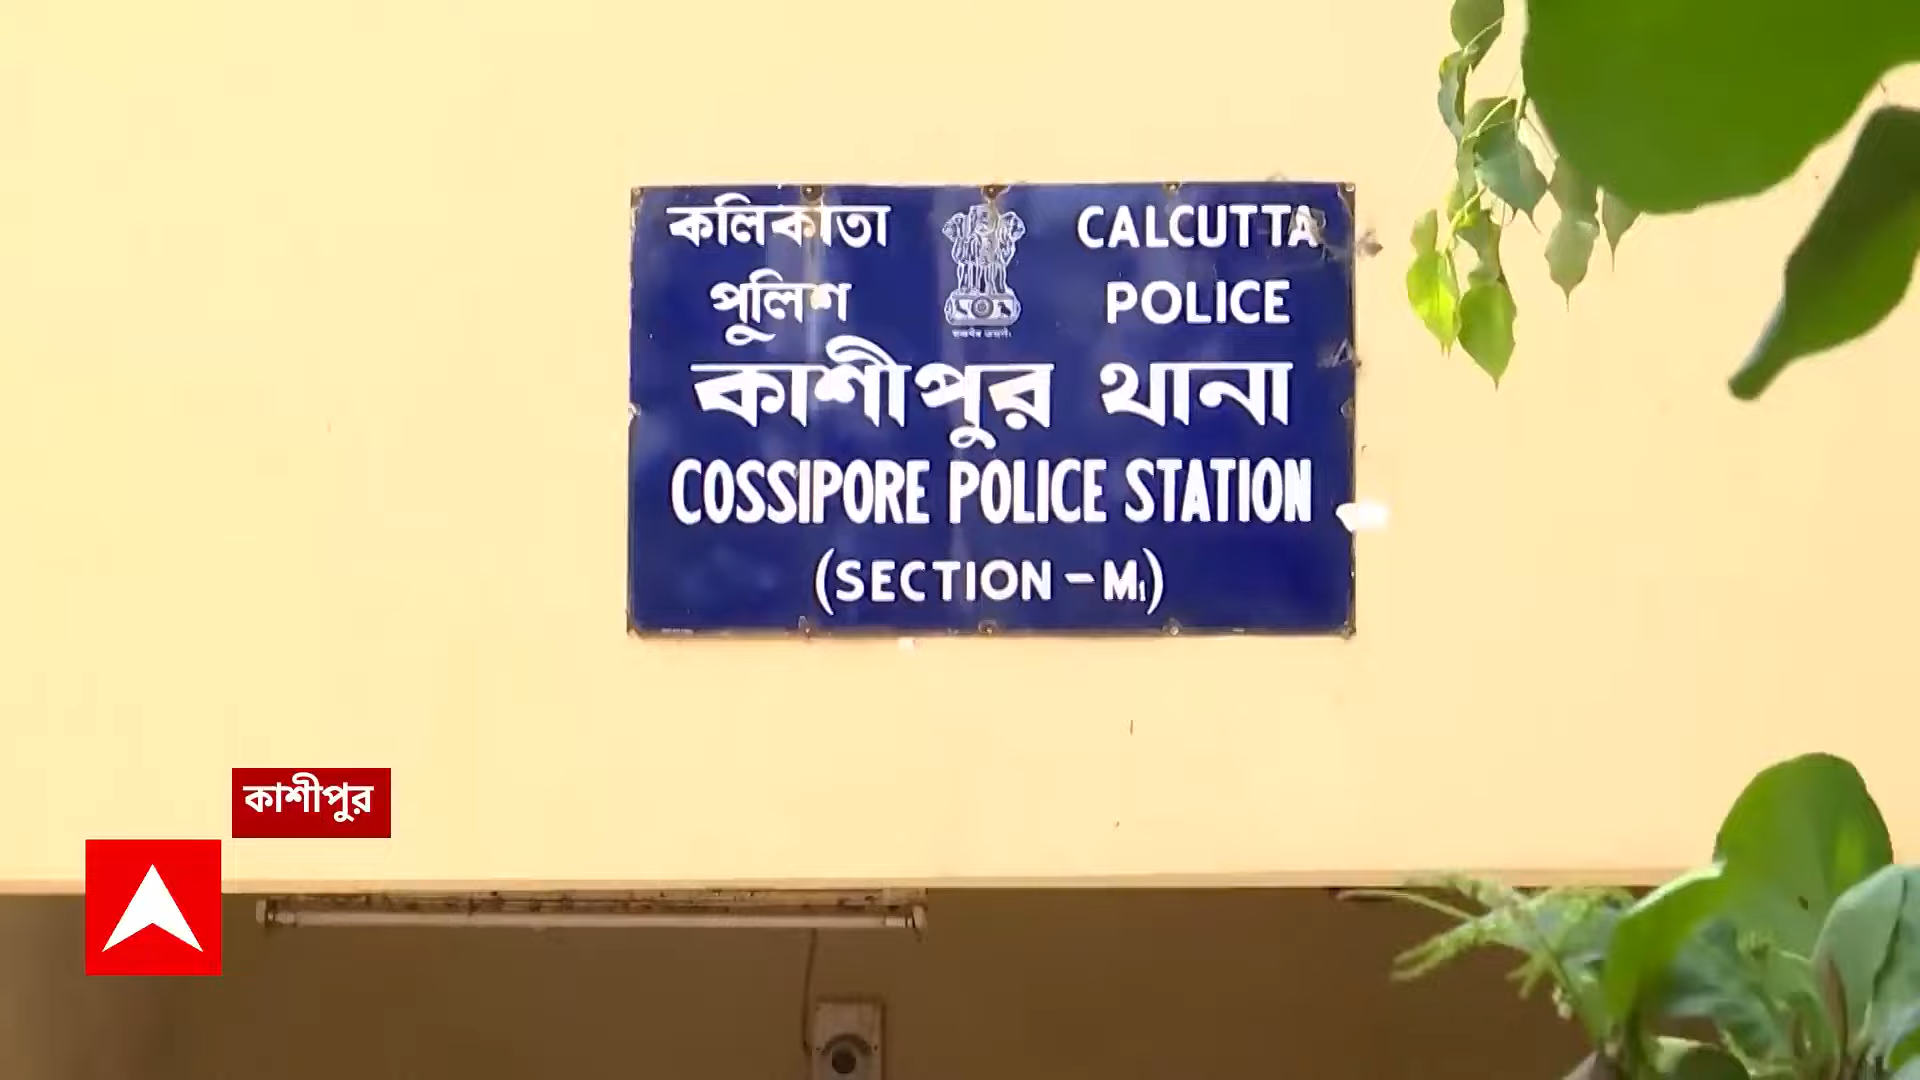 কলিকাতা
পুলিশ
CALCUTTA
POLICE
কাশীপুর থানা
COSSIPORE POLICE STATION
(SECTION - M₁)
কাশীপুর